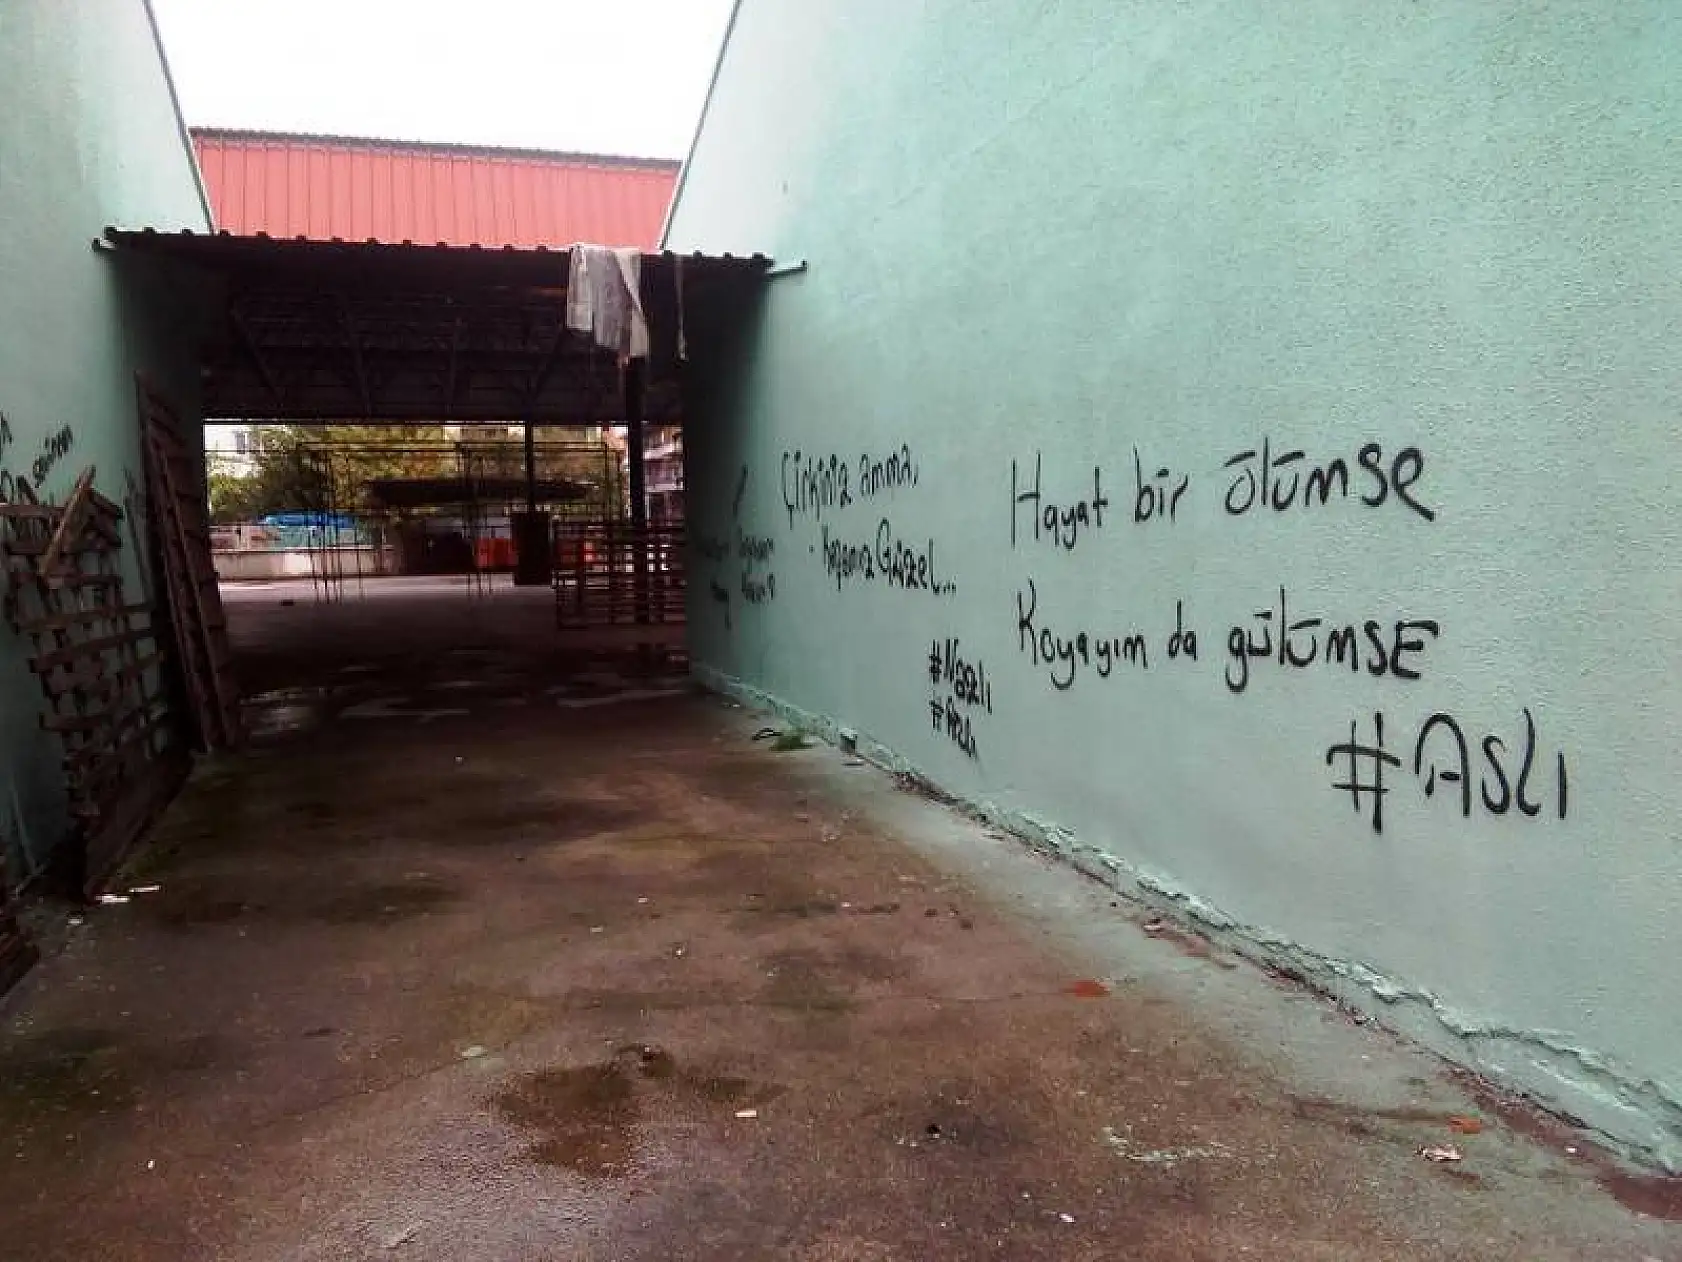 Çirkiniz amma,
Kafamız Güzel...
#Nazlı
#Aslı
Hayat bir ölümse
Koyayım da gülümsE
#Aslı